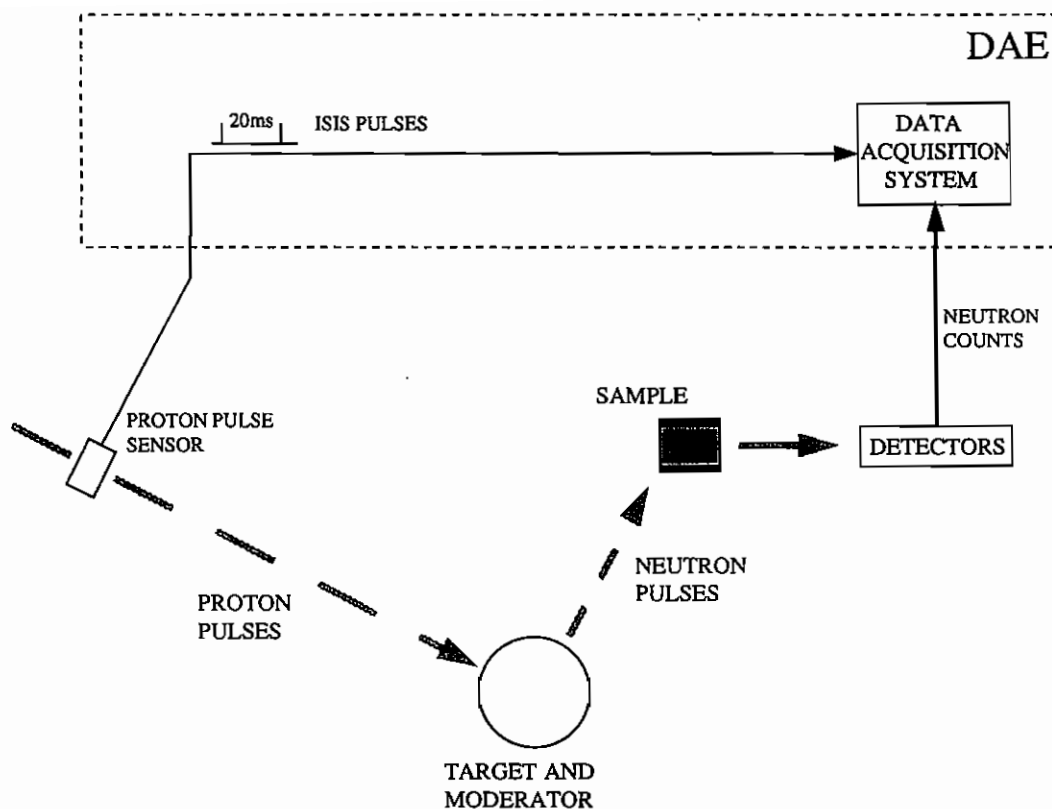 DAE
20ms
ISIS PULSES
DATA
ACQUISITION
SYSTEM
NEUTRON
COUNTS
SAMPLE
PROTON PULSE
SENSOR
DETECTORS
NEUTRON
PULSES
PROTON
PULSES
TARGET AND
MODERATOR